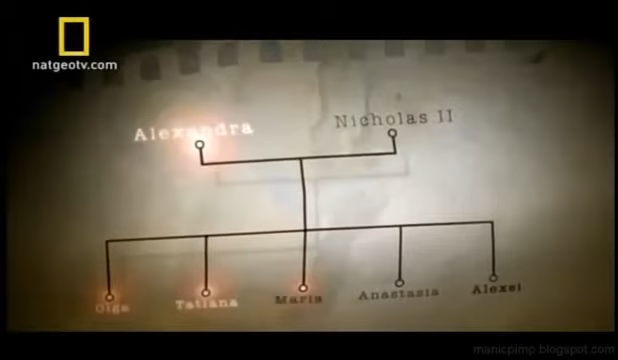 natgeotv.com
Alexandra
Nicholas II
Olga
Tatiana
Maria
Anastasia
Alexei
manicpimp.blogspot.com